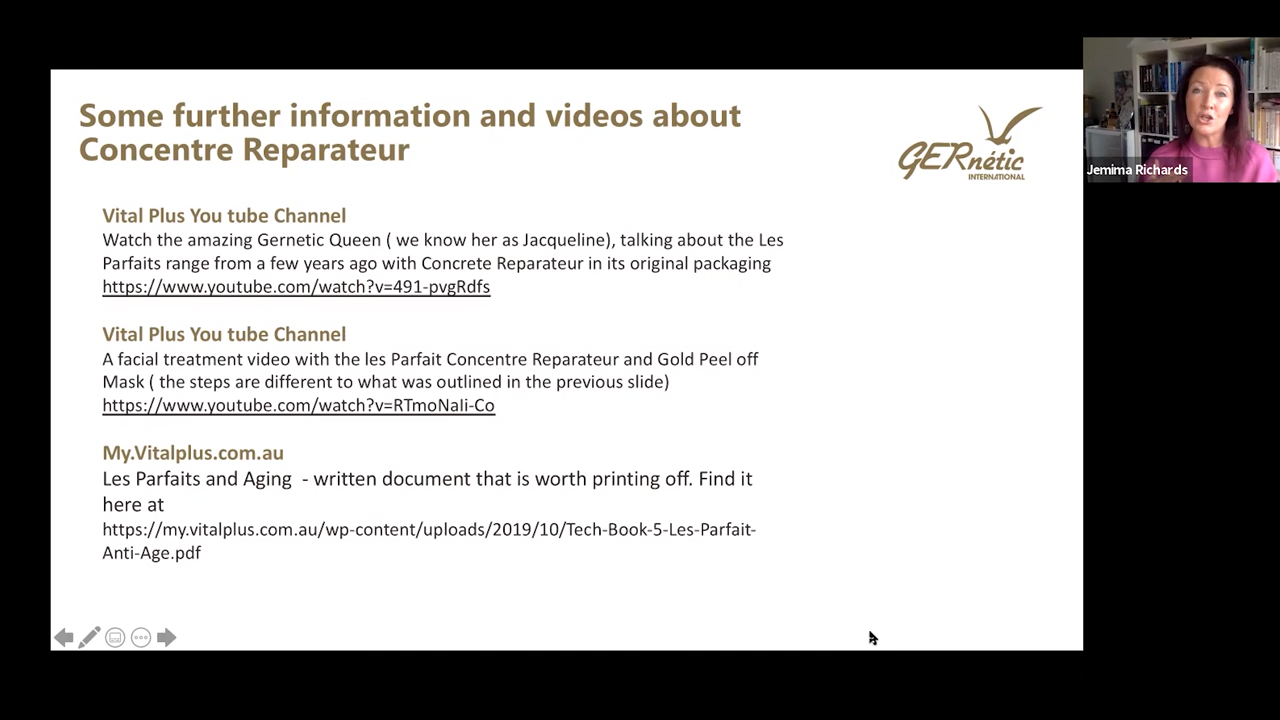 Some further information and videos about
Concentre Reparateur
GERnétic
INTERNATIONAL
Jemima Richards
Vital Plus You tube Channel
Watch the amazing Gernetic Queen ( we know her as Jacqueline), talking about the Les
Parfaits range from a few years ago with Concrete Reparateur in its original packaging
https://www.youtube.com/watch?v=491-pvgRdfs
Vital Plus You tube Channel
A facial treatment video with the les Parfait Concentre Reparateur and Gold Peel off
Mask ( the steps are different to what was outlined in the previous slide)
https://www.youtube.com/watch?v=RTmoNaIi-Co
My.Vitalplus.com.au
Les Parfaits and Aging  - written document that is worth printing off. Find it
here at
https://my.vitalplus.com.au/wp-content/uploads/2019/10/Tech-Book-5-Les-Parfait-
Anti-Age.pdf